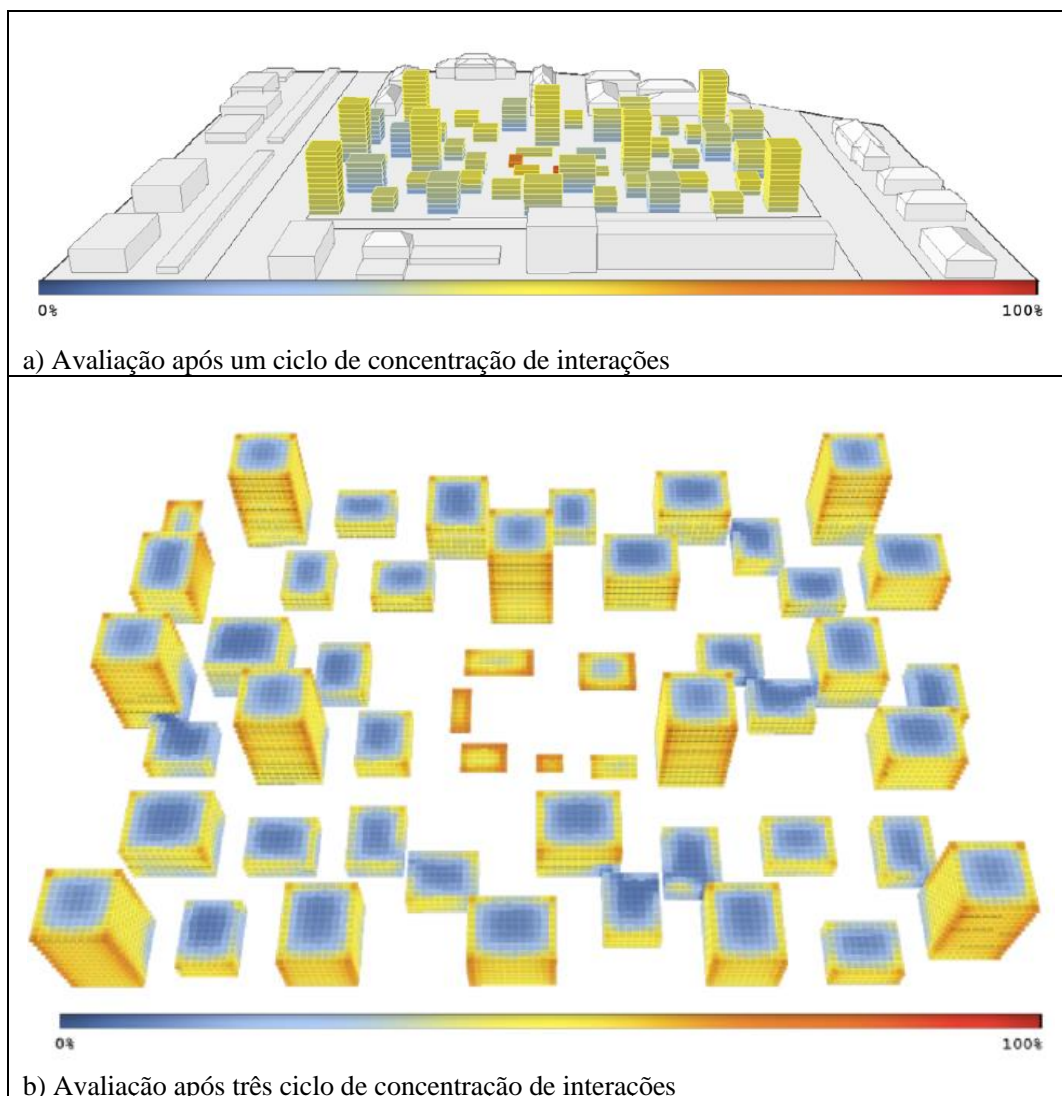 0%
100%
a) Avaliação após um ciclo de concentração de interações
0%
100%
b) Avaliação após três ciclo de concentração de interações